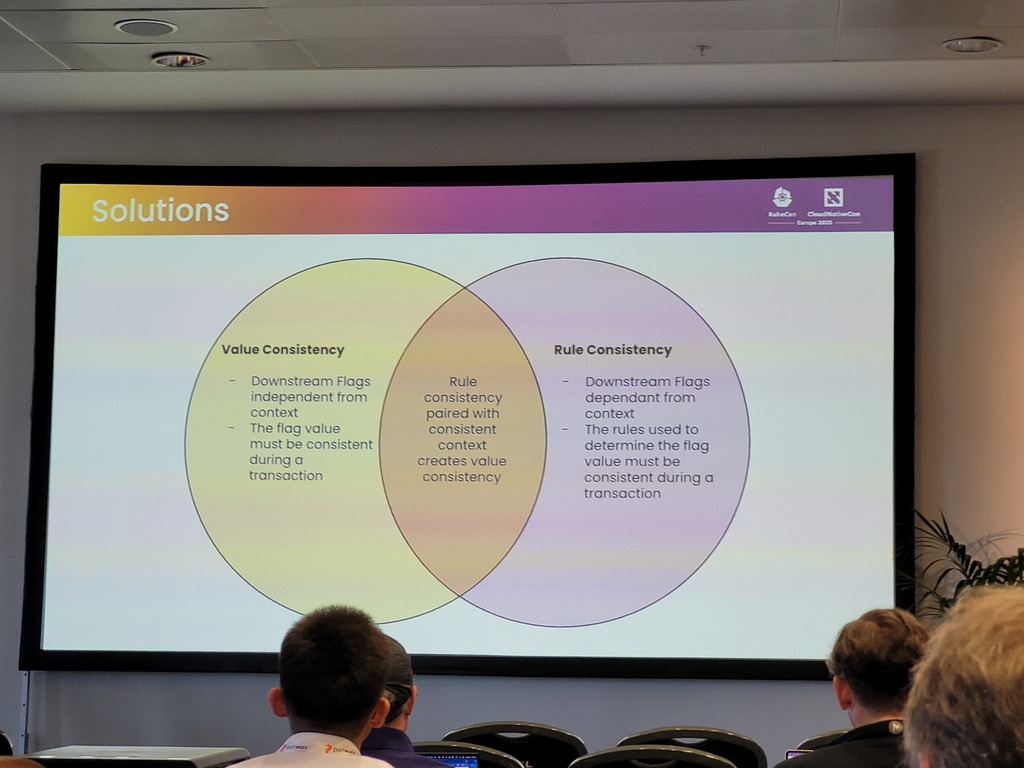 Solutions
KubeCon
CloudNativeCon
Europe 2025
Value Consistency
- Downstream Flags
independent from
context
- The flag value
must be consistent
during a
transaction
Rule
consistency
paired with
consistent
context
creates value
consistency
Rule Consistency
- Downstream Flags
dependant from
context
- The rules used to
determine the flag
value must be
consistent during a
transaction
portworx
portworx